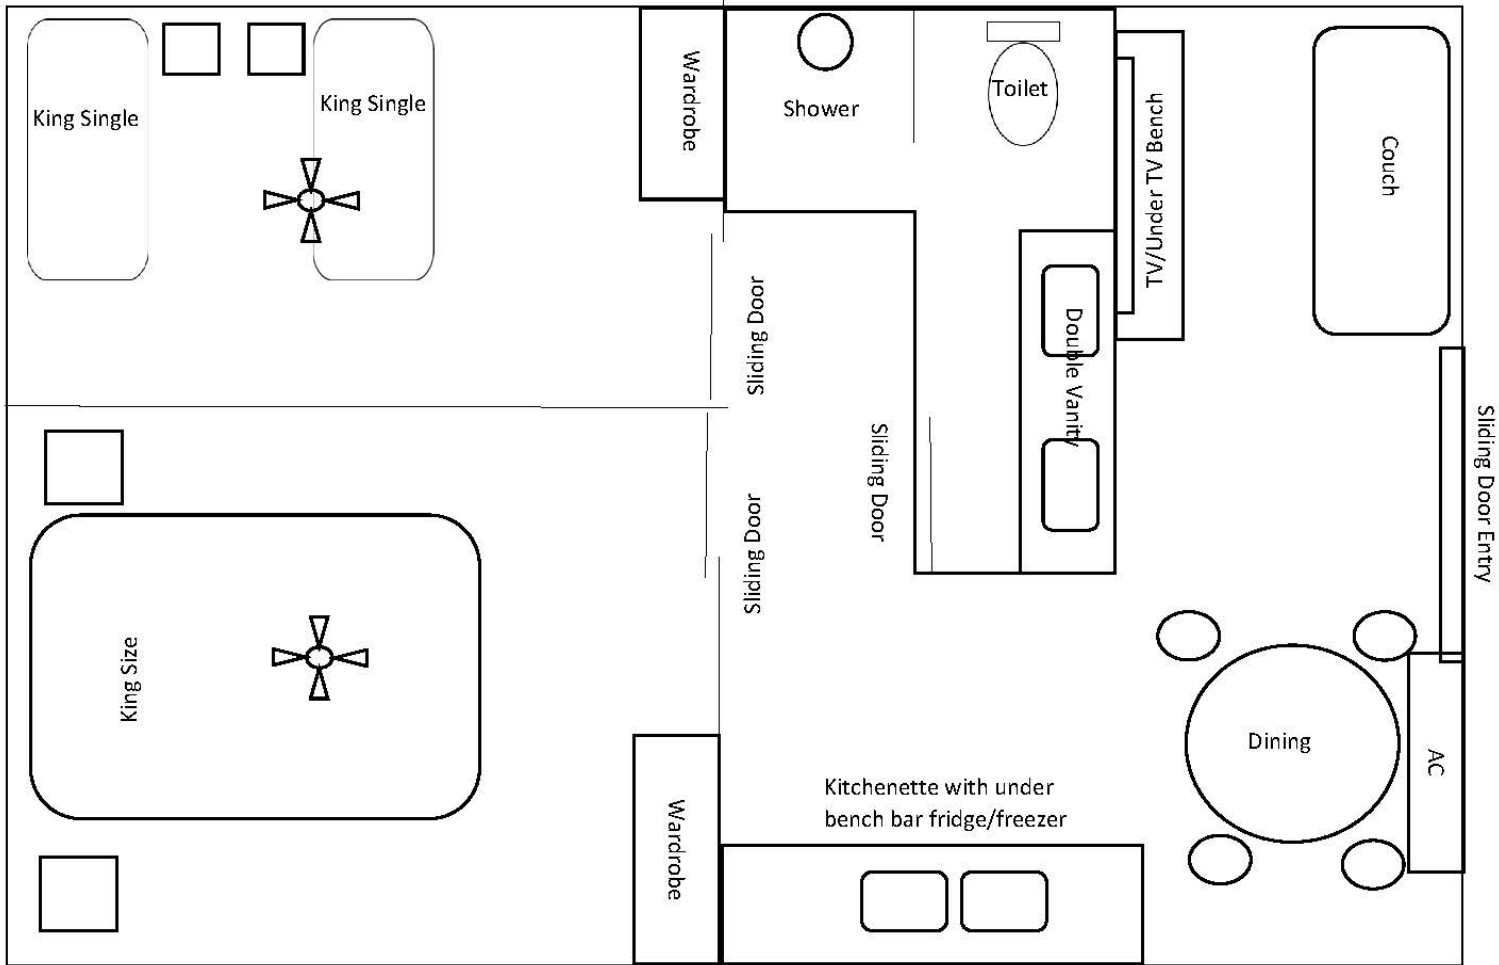 King Single
King Single
Wardrobe
Shower
Toilet
TV/Under TV Bench
Couch
Sliding Door
Double Vanity
Sliding Door
Sliding Door
Sliding Door Entry
King Size
Dining
AC
Kitchenette with under
bench bar fridge/freezer
Wardrobe